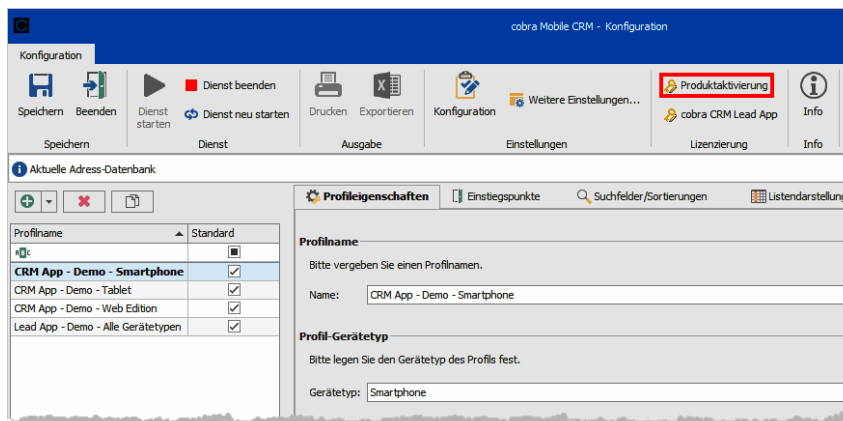 cobra Mobile CRM - Konfiguration
Konfiguration
Speichern
Beenden
Dienst starten
Dienst beenden
Dienst neu starten
Drucken
Exportieren
Konfiguration
Weitere Einstellungen...
Produktaktivierung
cobra CRM Lead App
Info
Speichern
Dienst
Ausgabe
Einstellungen
Lizenzierung
Info
Aktuelle Adress-Datenbank:
Profileigenschaften
Einstiegspunkte
Suchfelder/Sortierungen
Listendarstellung
Profilname
Standard
CRM App - Demo - Smartphone
CRM App - Demo - Tablet
CRM App - Demo - Web Edition
Lead App - Demo - Alle Gerätetypen
Profilname
Bitte vergeben Sie einen Profilnamen.
Name: CRM App - Demo - Smartphone
Profil-Gerätetyp
Bitte legen Sie den Gerätetyp des Profils fest.
Gerätetyp: Smartphone